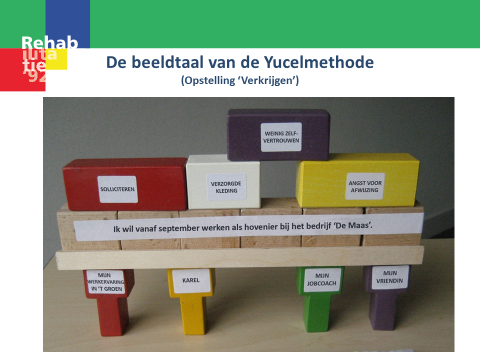 Rehab
ilita
tie
92
De beeldtaal van de Yucelmethode
(Opstelling ‘Verkrijgen’)
WEINIG ZELF-
VERTROUWEN
SOLLICITEREN
VERZORGDE
KLEDING
ANGST VOOR
AFWIJZING
Ik wil vanaf september werken als hovenier bij het bedrijf ‘De Maas’.
MIJN
WERKERVARING
IN 'T GROEN
KAREL
MIJN
JOBCOACH
MIJN
VRIENDIN